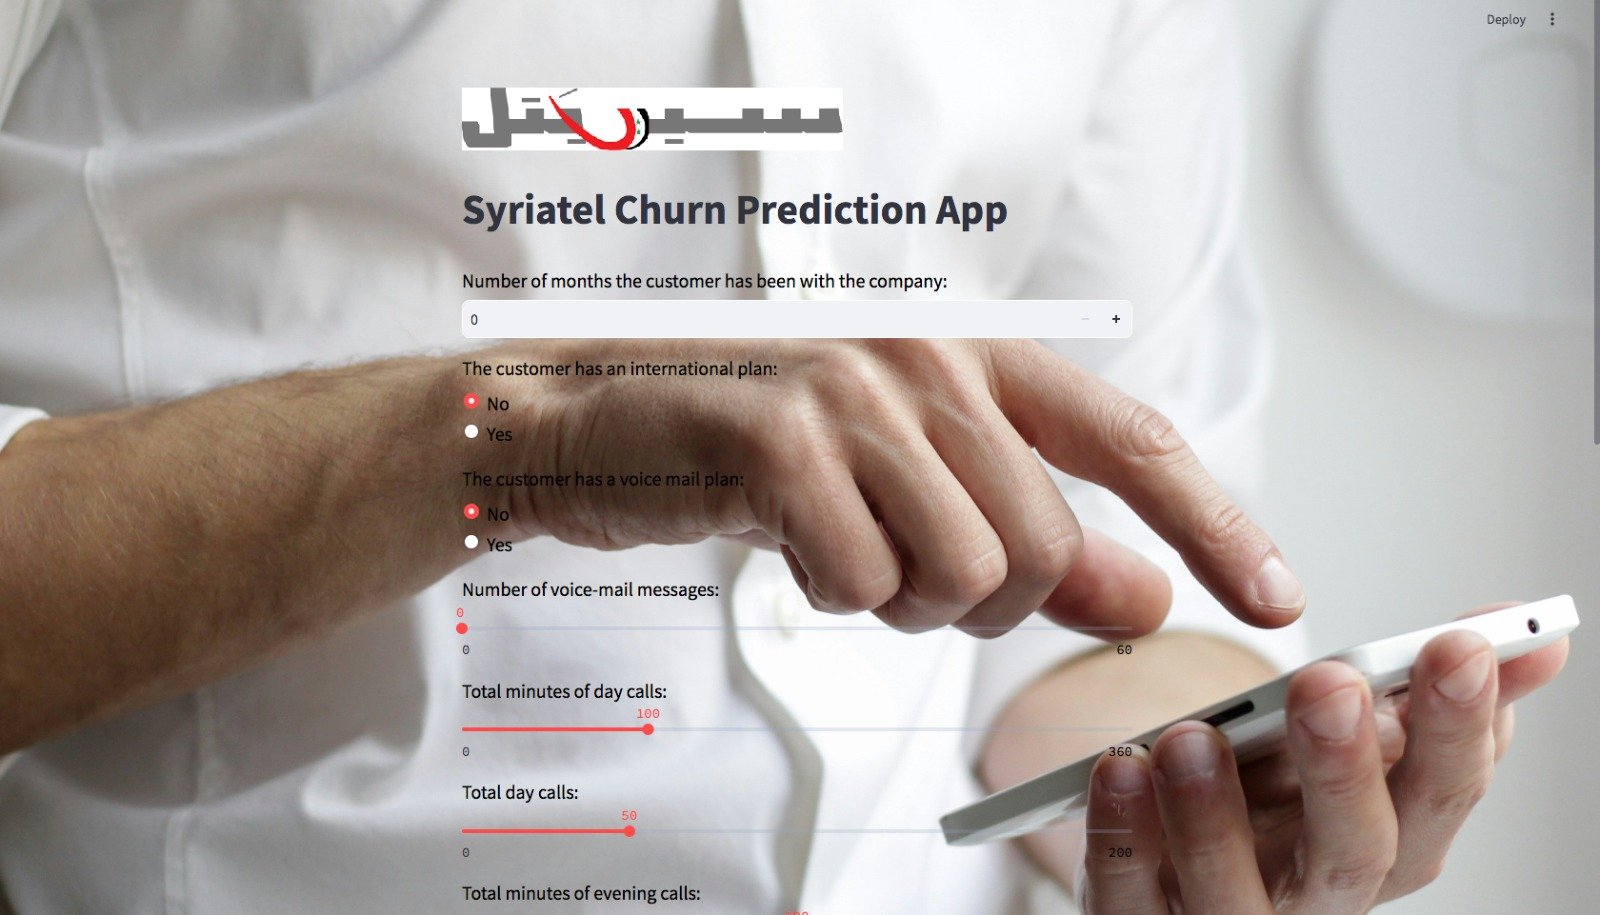 Deploy
سيريتل
Syriatel Churn Prediction App
Number of months the customer has been with the company:
0
The customer has an international plan:
No
Yes
The customer has a voice mail plan:
No
Yes
Number of voice-mail messages:
0
0 60
Total minutes of day calls:
100
0 360
Total day calls:
50
0 200
Total minutes of evening calls: